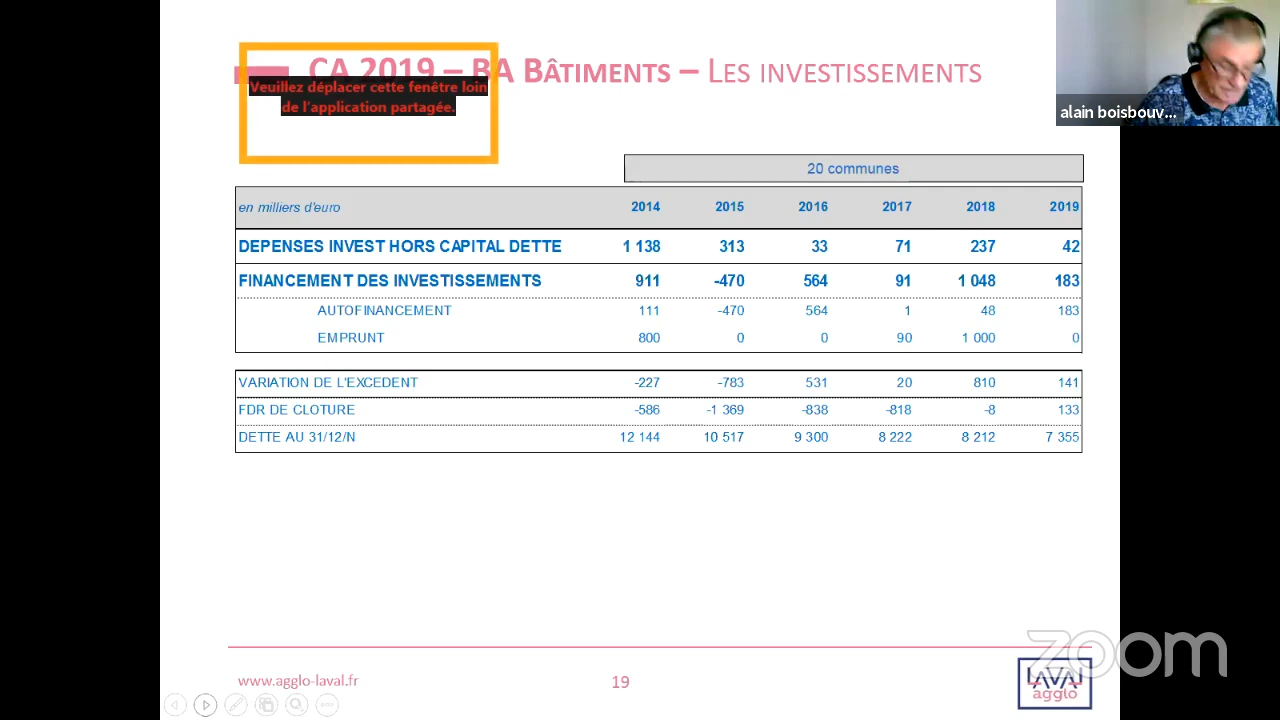 CA 2019 – BA BÂTIMENTS – LES INVESTISSEMENTS
Veuillez déplacer cette fenêtre loin
de l'application partagée.
alain boisbouv...
20 communes
en milliers d'euro 2014 2015 2016 2017 2018 2019
DEPENSES INVEST HORS CAPITAL DETTE 1 138 313 33 71 237 42
FINANCEMENT DES INVESTISSEMENTS 911 -470 564 91 1 048 183
AUTOFINANCEMENT 111 -470 564 1 48 183
EMPRUNT 800 0 0 90 1 000 0
VARIATION DE L'EXCEDENT -227 -783 531 20 810 141
FDR DE CLOTURE -586 -1 369 -838 -818 -8 133
DETTE AU 31/12/N 12 144 10 517 9 300 8 222 8 212 7 355
zoom
www.agglo-laval.fr
19
LAVAL
agglo